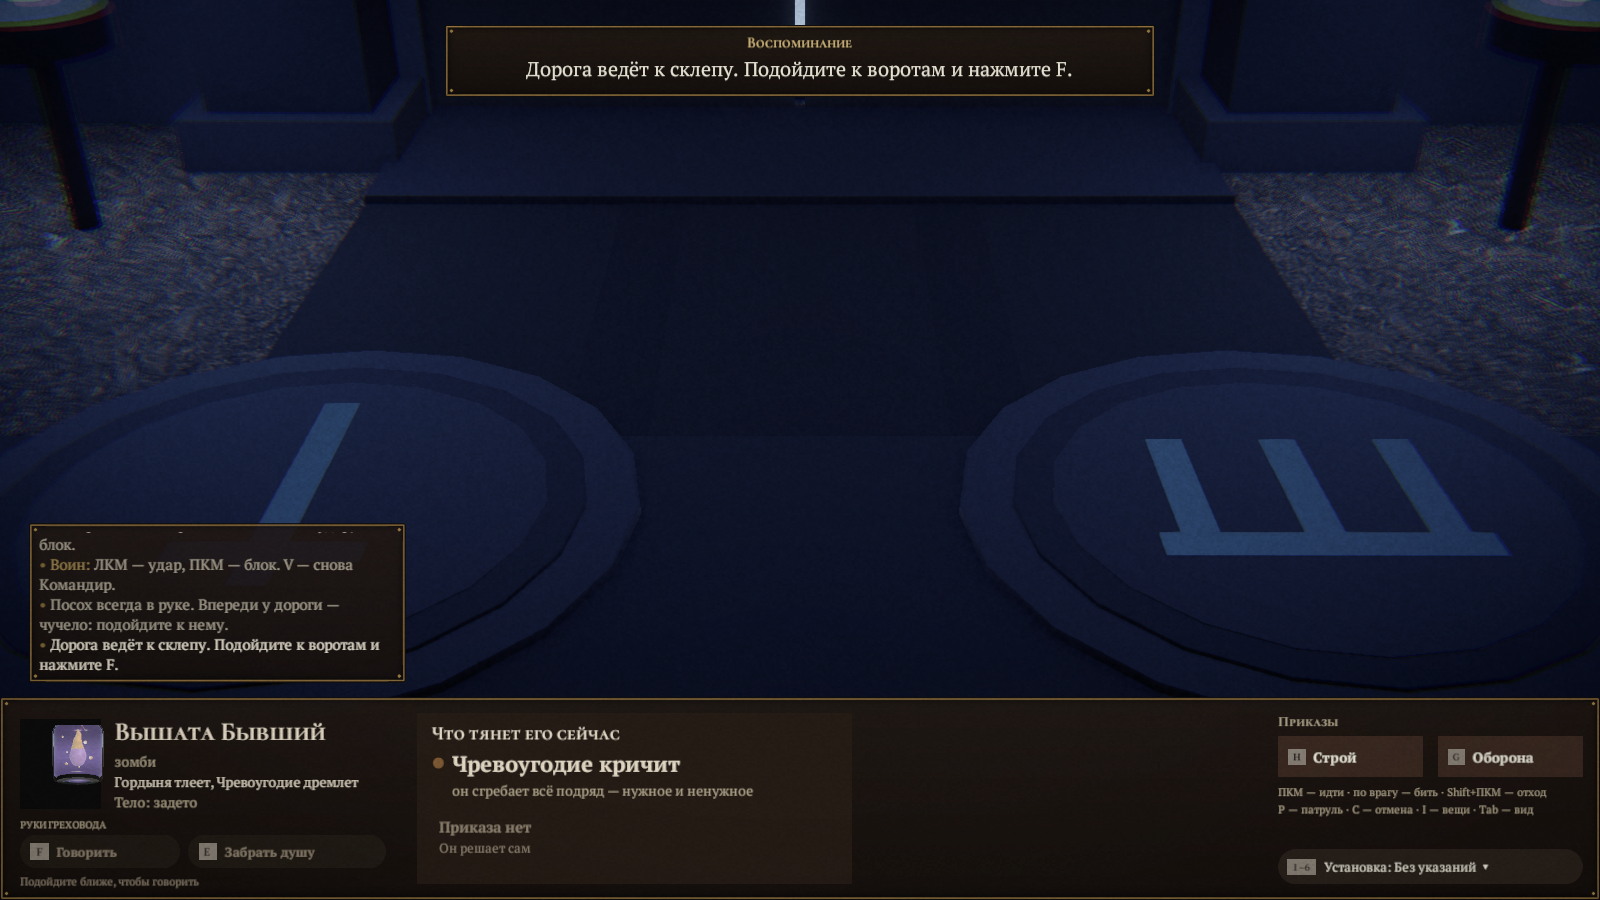 Воспоминание
Дорога ведёт к склепу. Подойдите к воротам и нажмите F.
I
Ш
блок.
• Воин: ЛКМ — удар, ПКМ — блок. V — снова
Командир.
• Посох всегда в руке. Впереди у дороги —
чучело: подойдите к нему.
• Дорога ведёт к склепу. Подойдите к воротам и
нажмите F.
Вышата Бывший
зомби
Гордыня тлеет, Чревоугодие дремлет
Тело: задето
РУКИ ГРЕХОВОДА
F Говорить
E Забрать душу
Подойдите ближе, чтобы говорить
Что тянет его сейчас
Чревоугодие кричит
он сгребает всё подряд — нужное и ненужное
Приказа нет
Он решает сам
Приказы
H Строй
G Оборона
ПКМ — идти · по врагу — бить · Shift+ПКМ — отход
P — патруль · C — отмена · I — вещи · Tab — вид
1–6 Установка: Без указаний ▾